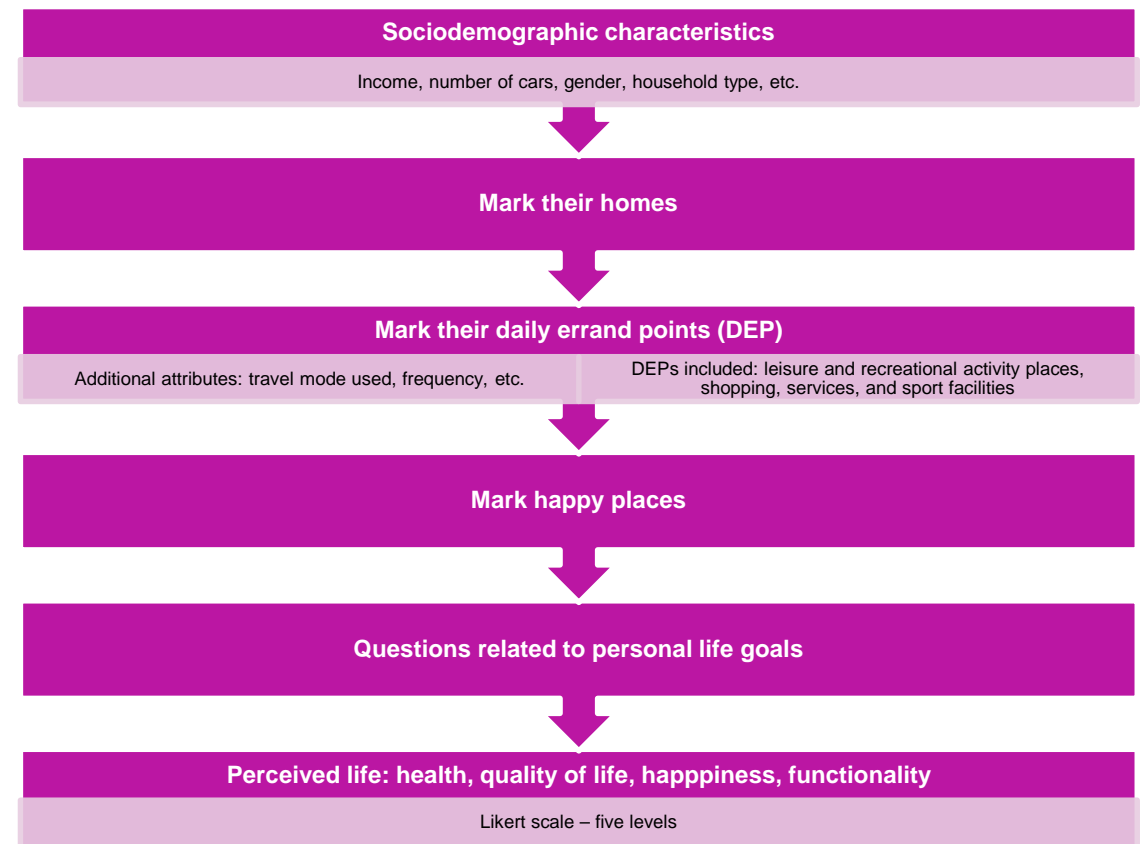 Sociodemographic characteristics
Income, number of cars, gender, household type, etc.
Mark their homes
Mark their daily errand points (DEP)
Additional attributes: travel mode used, frequency, etc.
DEPs included: leisure and recreational activity places,
shopping, services, and sport facilities
Mark happy places
Questions related to personal life goals
Perceived life: health, quality of life, happpiness, functionality
Likert scale – five levels